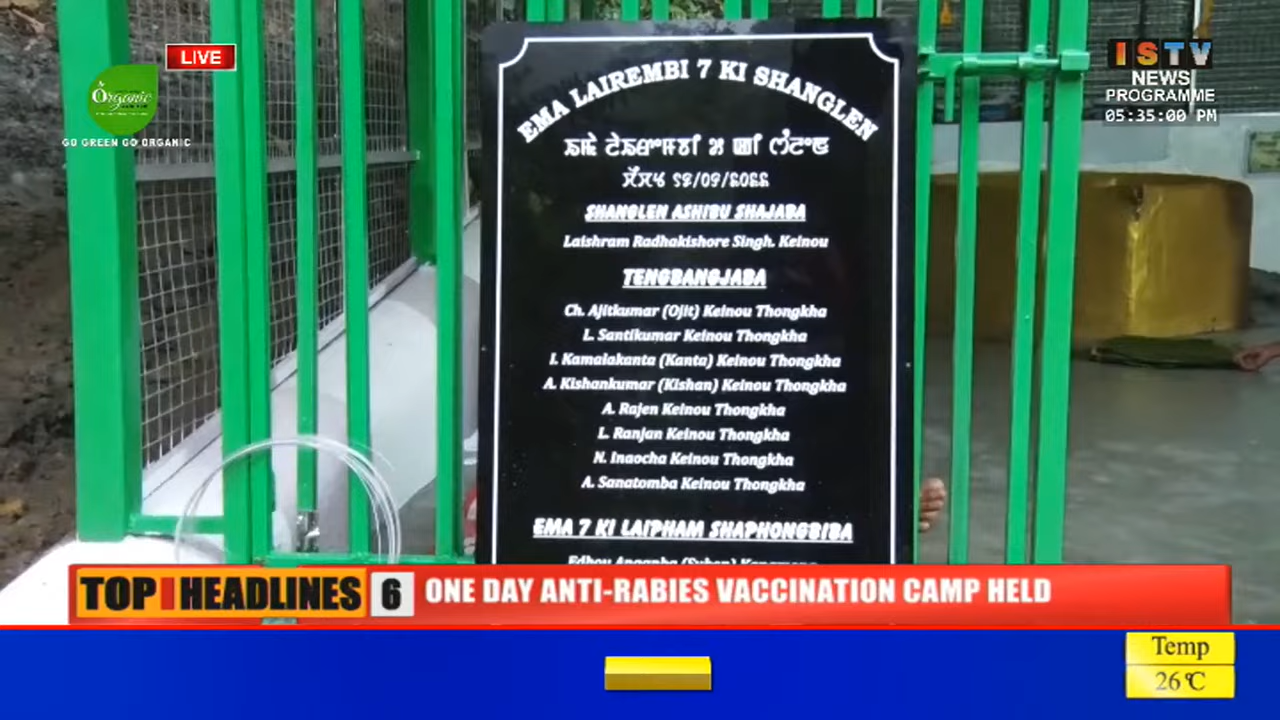 LIVE
Organic
GO GREEN GO ORGANIC
ISTV
NEWS
PROGRAMME
05:35:00 PM
EMA LAIREMBI 7 KI SHANGLEN
SHANGLEN ASHIBU SHAJABA
Laishram Radhakishore Singh. Keinou
TENGBANGJABA
Ch. Ajitkumar (Ojit) Keinou Thongkha
L. Santikumar Keinou Thongkha
I. Kamalakanta (Kanta) Keinou Thongkha
A. Kishankumar (Kishan) Keinou Thongkha
A. Rajen Keinou Thongkha
L. Ranjan Keinou Thongkha
N. Inaocha Keinou Thongkha
A. Sanatomba Keinou Thongkha
EMA 7 KI LAIPHAM SHAPHONGBIBA
TOP HEADLINES 6 ONE DAY ANTI-RABIES VACCINATION CAMP HELD
Temp
26°C